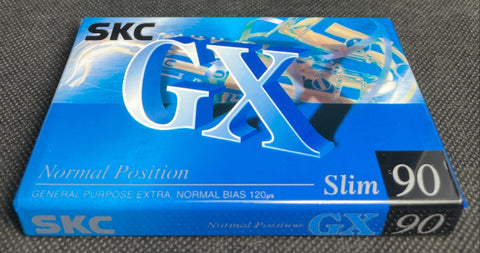 SKC
GX
Normal Position
GENERAL PURPOSE EXTRA, NORMAL BIAS 120μs
Slim 90
SKC Normal Position GX 90